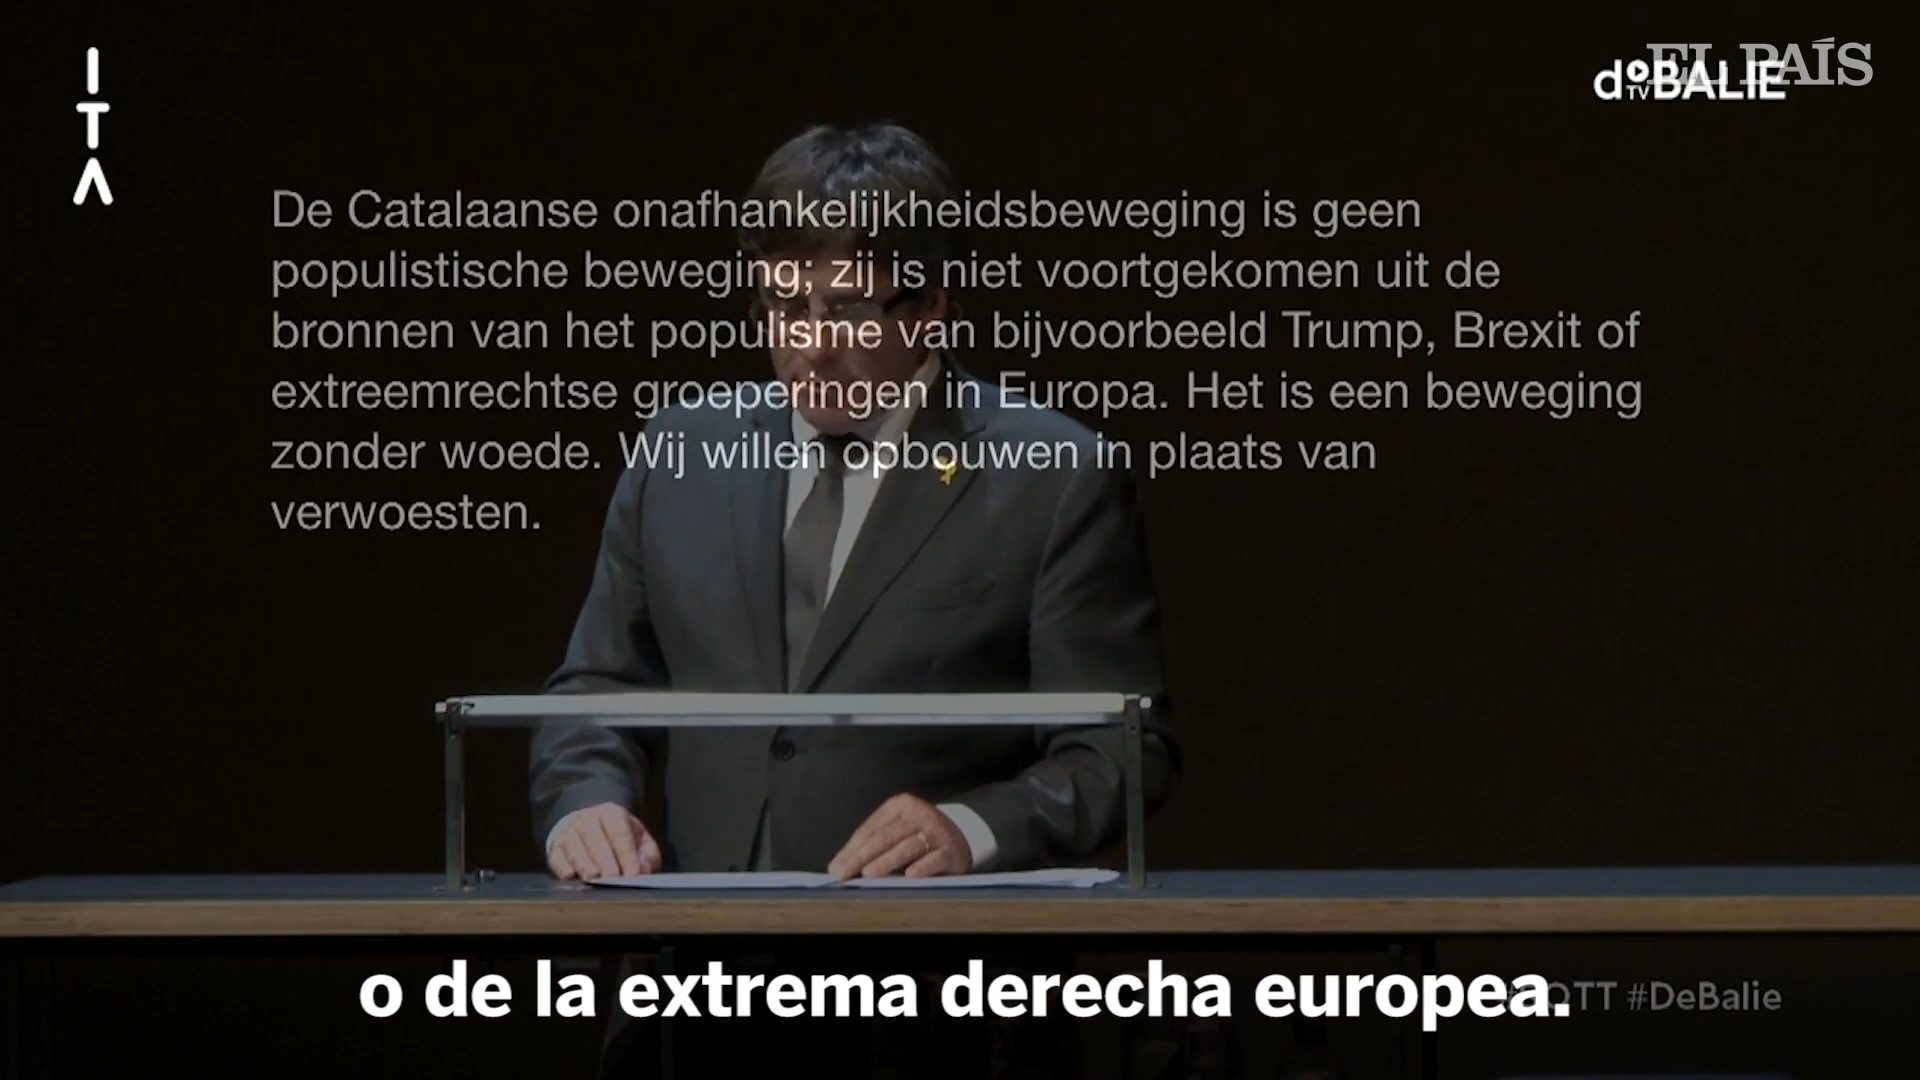 ITA
deBALIE
TV
EL PAÍS
De Catalaanse onafhankelijkheidsbeweging is geen
populistische beweging; zij is niet voortgekomen uit de
bronnen van het populisme van bijvoorbeeld Trump, Brexit of
extreemrechtse groeperingen in Europa. Het is een beweging
zonder woede. Wij willen opbouwen in plaats van
verwoesten.
o de la extrema derecha europea.
#DeBalie